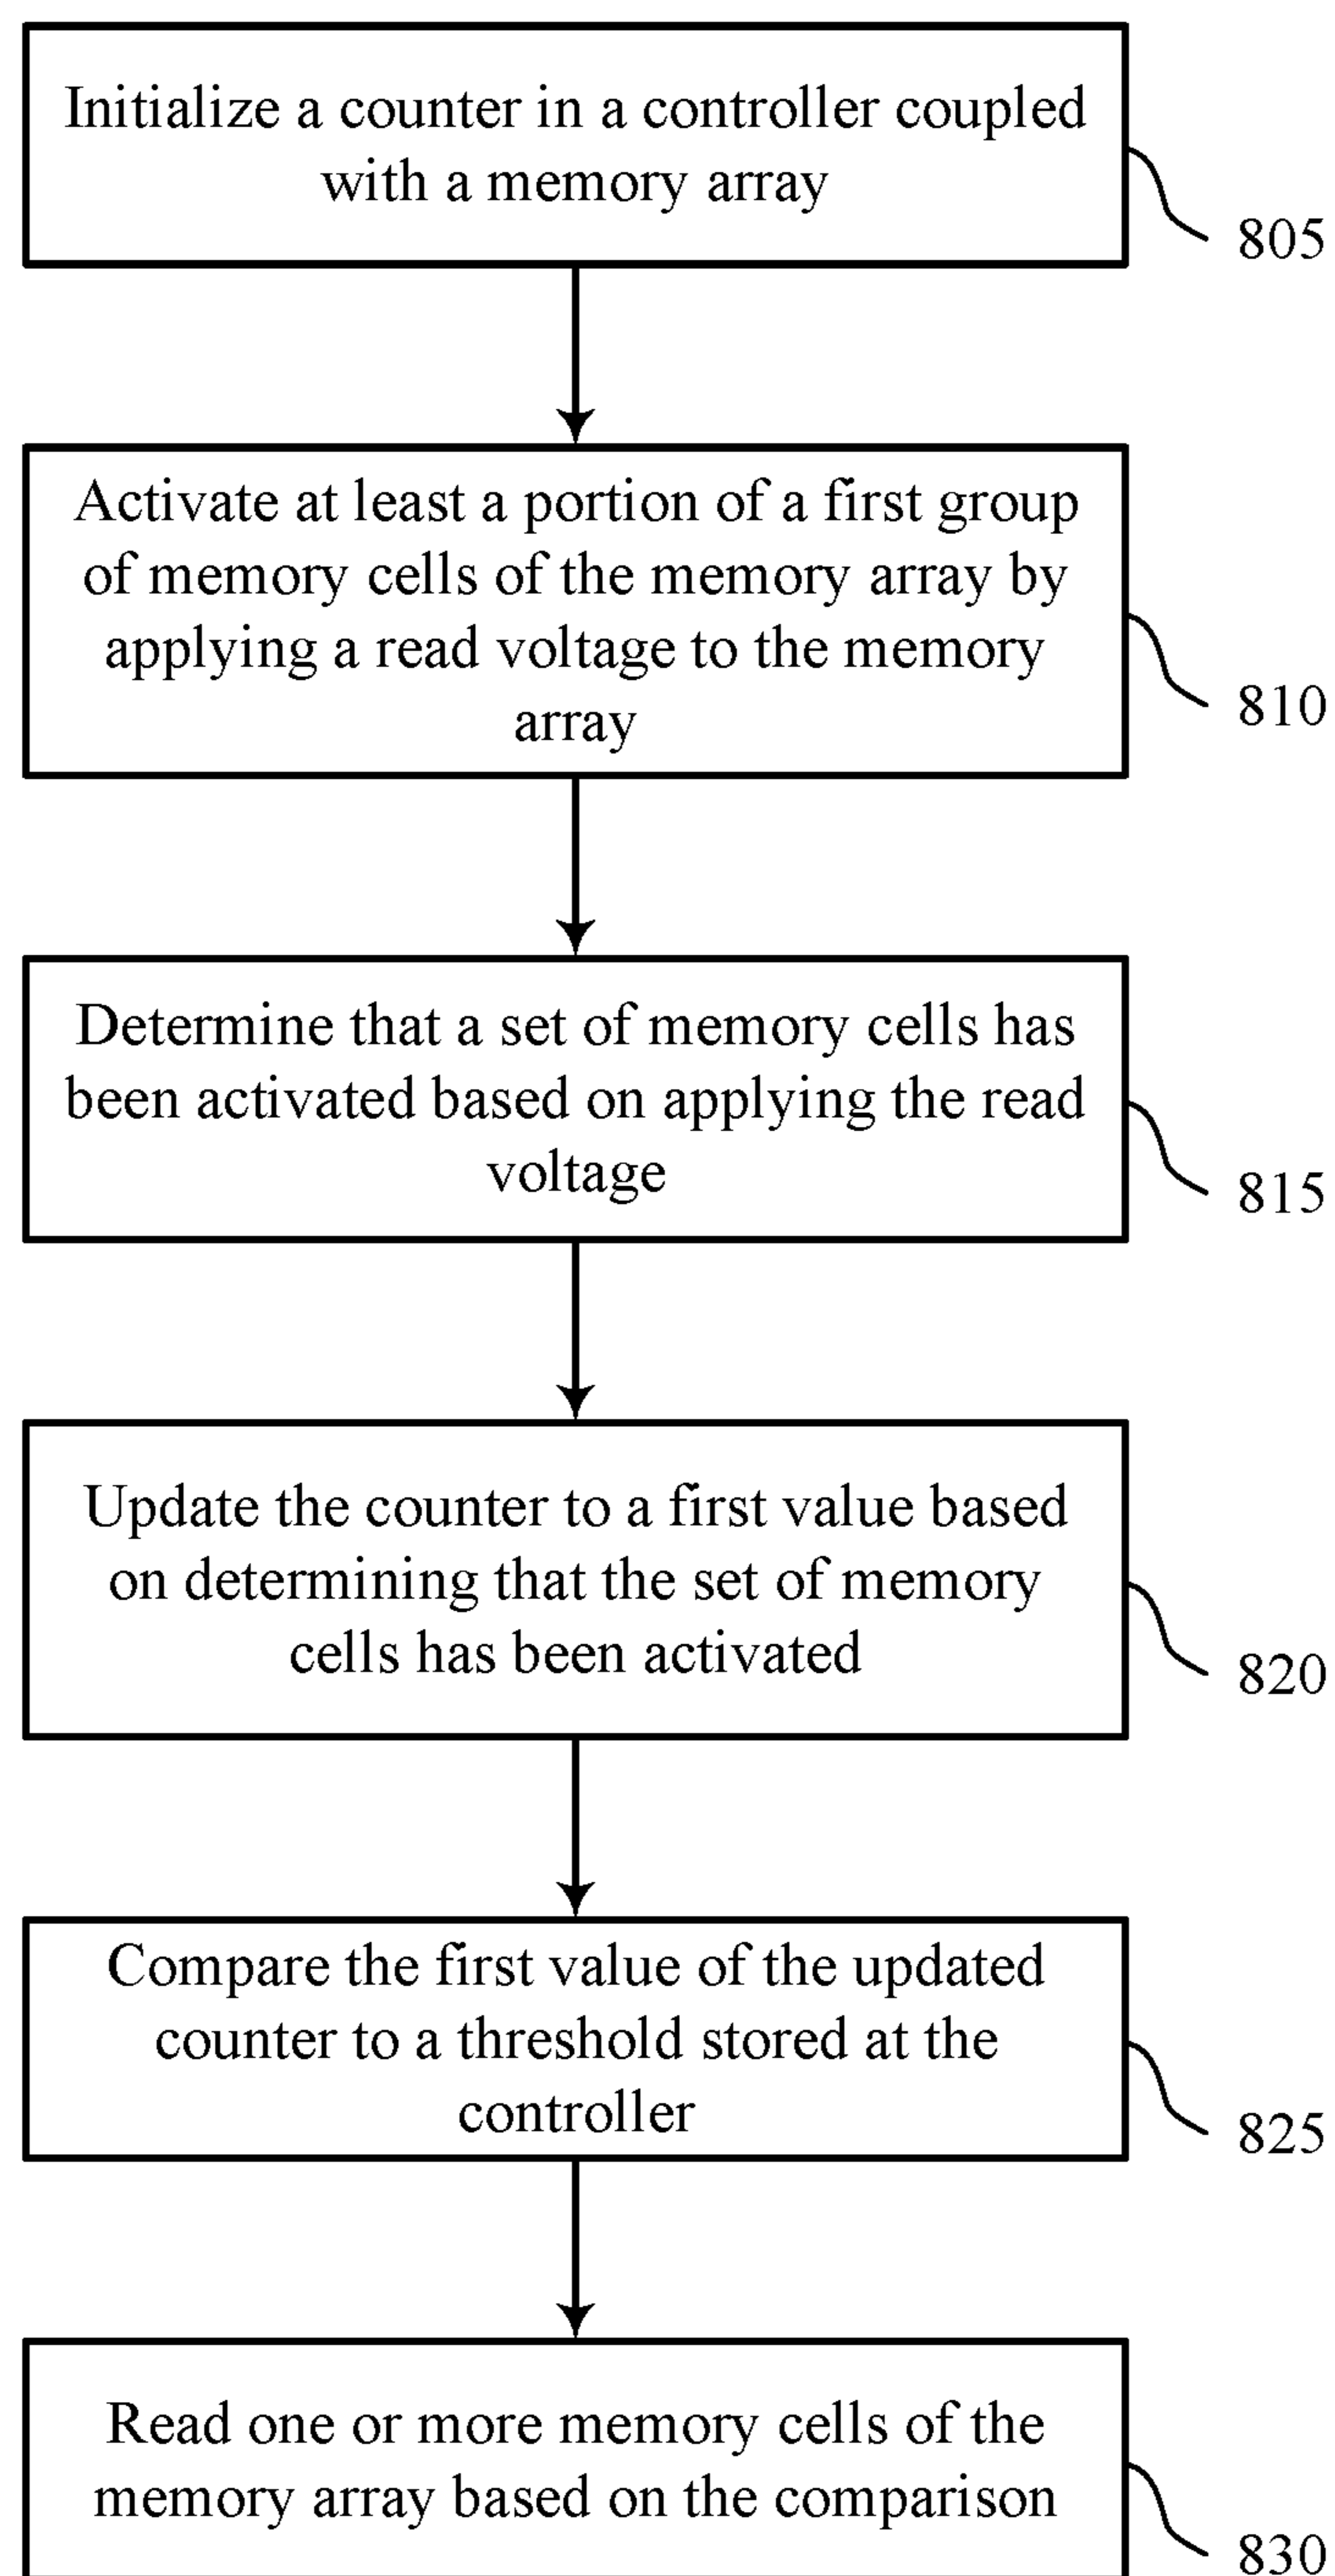 Initialize a counter in a controller coupled
with a memory array
805
Activate at least a portion of a first group
of memory cells of the memory array by
applying a read voltage to the memory
array
810
Determine that a set of memory cells has
been activated based on applying the read
voltage
815
Update the counter to a first value based
on determining that the set of memory
cells has been activated
820
Compare the first value of the updated
counter to a threshold stored at the
controller
825
Read one or more memory cells of the
memory array based on the comparison
830